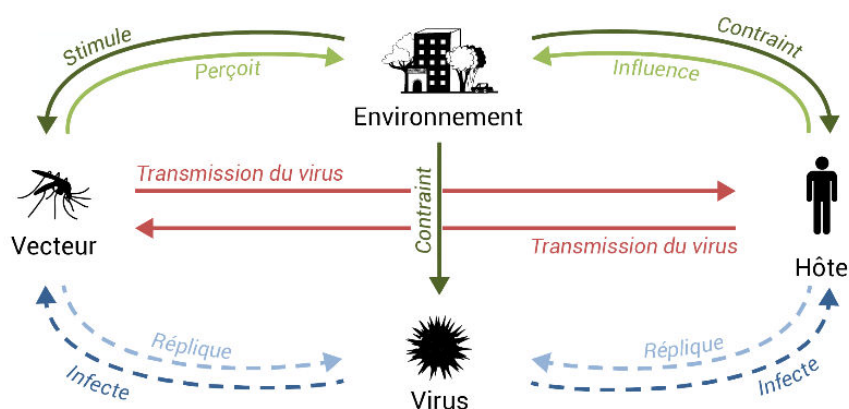 Stimule
Contraint
Perçoit
Influence
Environnement
Transmission du virus
Contraint
Transmission du virus
Vecteur
Hôte
Réplique
Réplique
Infecte
Infecte
Virus